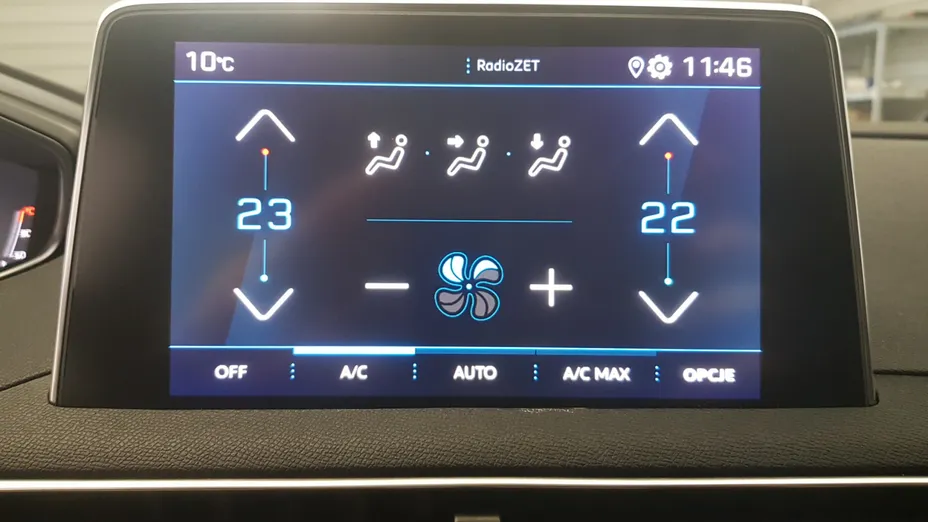 10°C
RadioZET
11:46
23
22
OFF
A/C
AUTO
A/C MAX
OPCJE